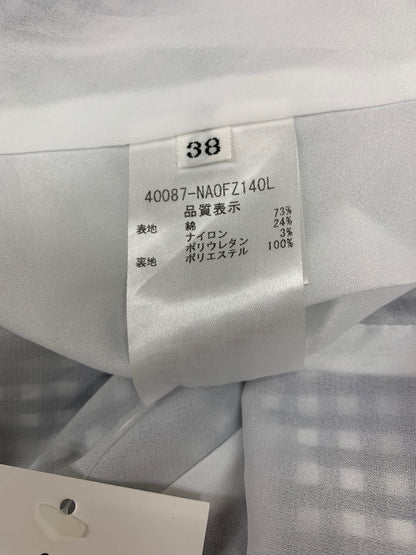 38
40087-NAOFZ140L
品質表示
表地 綿 73%
ナイロン 24%
ポリウレタン 3%
裏地 ポリエステル 100%